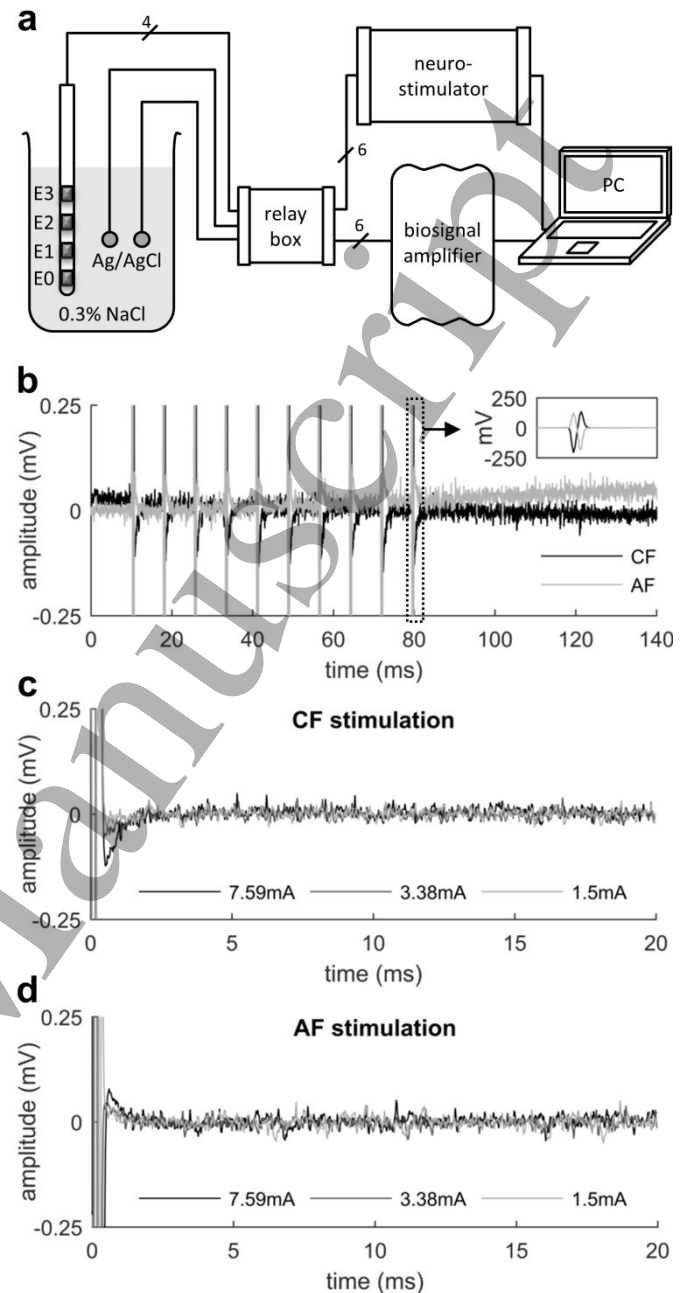 a
4
neuro-
stimulator
6
PC
E3
E2
E1
E0
Ag/AgCl
0.3% NaCl
relay
box
6
biosignal
amplifier
b
0.25
0
-0.25
amplitude (mV)
250
0
-250
mV
CF
AF
0 20 40 60 80 100 120 140
time (ms)
c
CF stimulation
0.25
0
-0.25
amplitude (mV)
7.59mA 3.38mA 1.5mA
0 5 10 15 20
time (ms)
d
AF stimulation
0.25
0
-0.25
amplitude (mV)
7.59mA 3.38mA 1.5mA
0 5 10 15 20
time (ms)
Manuscript